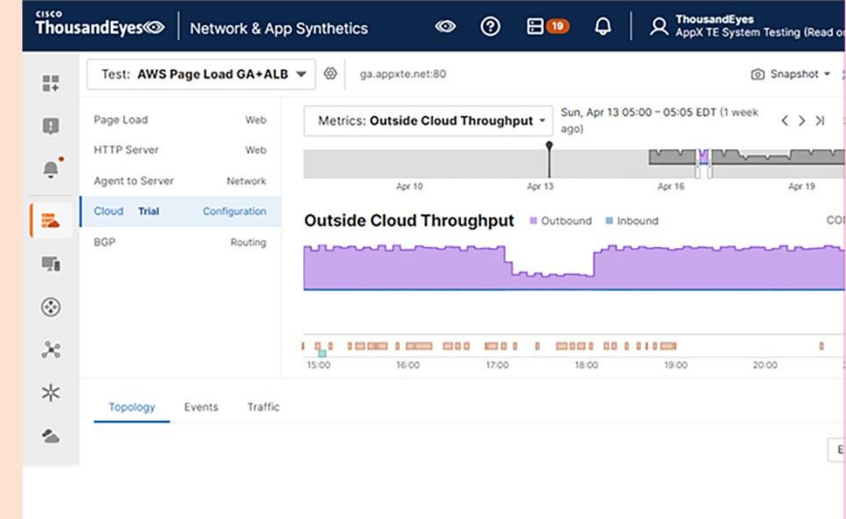 CISCO
ThousandEyes
Network & App Synthetics
19
ThousandEyes
AppX TE System Testing (Read
Test: AWS Page Load GA+ALB
ga.appxte.net:80
Snapshot
Page Load Web
HTTP Server Web
Agent to Server Network
Cloud Trial Configuration
BGP Routing
Metrics: Outside Cloud Throughput
Sun, Apr 13 05:00 – 05:05 EDT (1 week
ago)
Apr 10 Apr 13 Apr 16 Apr 19
Outside Cloud Throughput Outbound Inbound
15:00 16:00 17:00 18:00 19:00 20:00
Topology Events Traffic